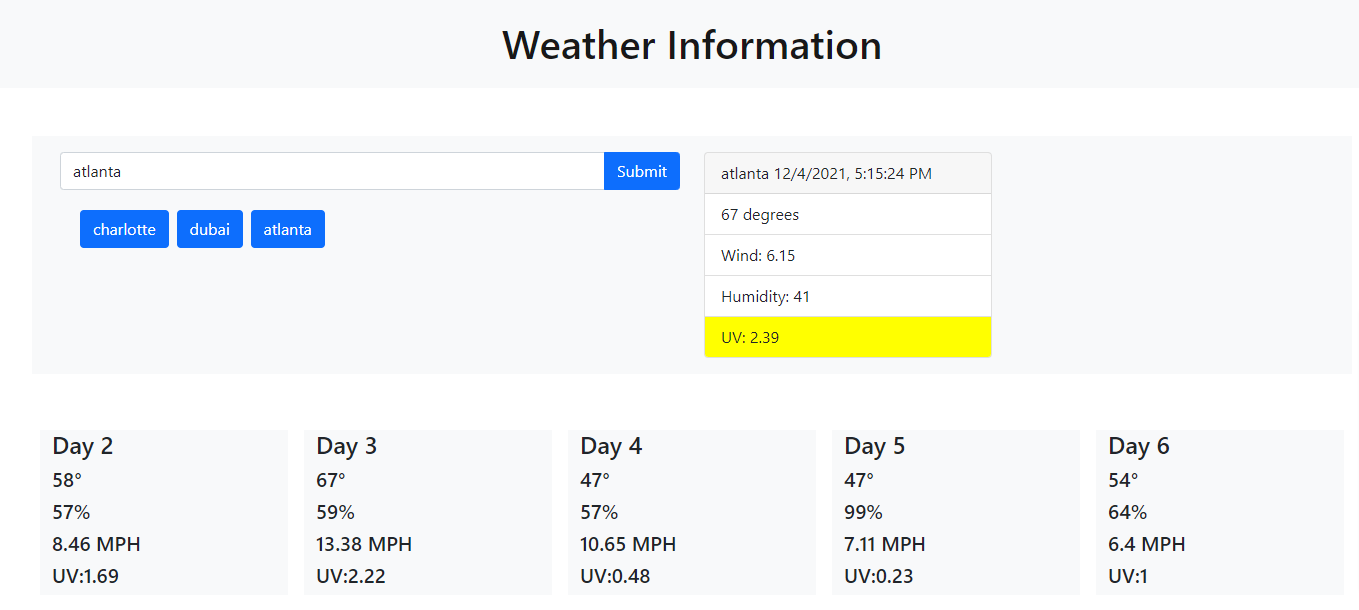 Weather Information
atlanta Submit
charlotte dubai atlanta
atlanta 12/4/2021, 5:15:24 PM
67 degrees
Wind: 6.15
Humidity: 41
UV: 2.39
Day 2
58°
57%
8.46 MPH
UV:1.69
Day 3
67°
59%
13.38 MPH
UV:2.22
Day 4
47°
57%
10.65 MPH
UV:0.48
Day 5
47°
99%
7.11 MPH
UV:0.23
Day 6
54°
64%
6.4 MPH
UV:1